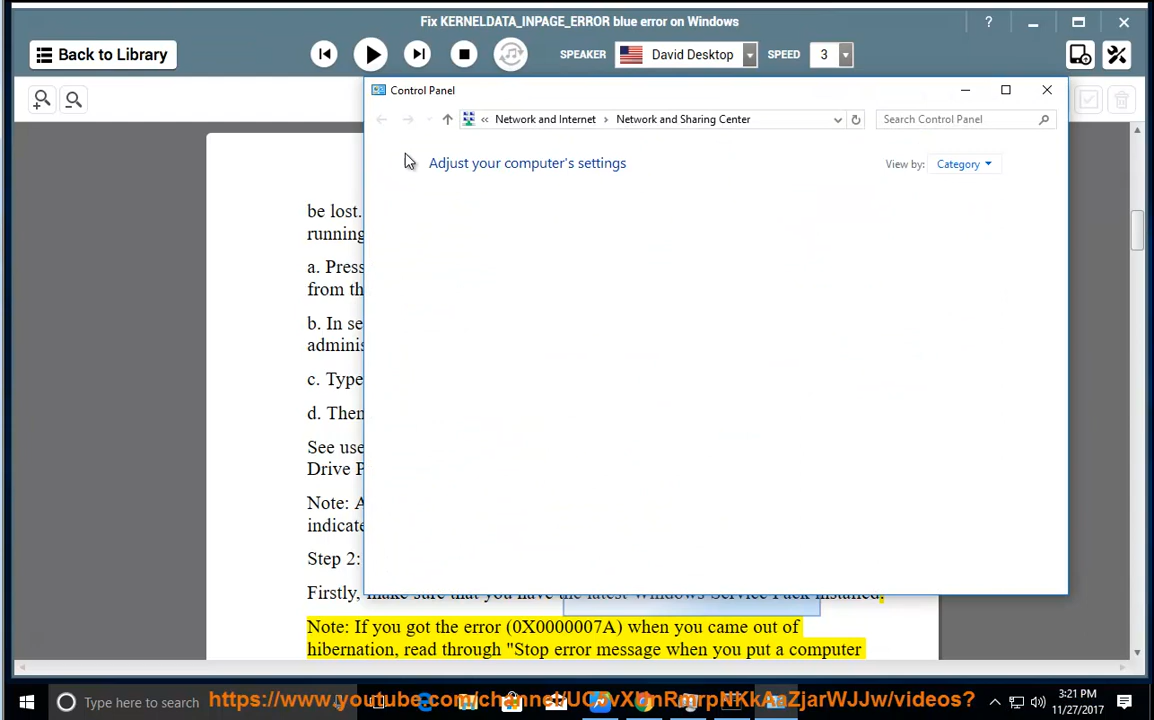 Fix KERNELDATA_INPAGE_ERROR blue error on Windows
?
Back to Library
SPEAKER
David Desktop
SPEED
3
Control Panel
« Network and Internet > Network and Sharing Center
Search Control Panel
Adjust your computer's settings
View by:
Category
be lost.
running
a. Press
from th
b. In se
adminis
c. Type
d. Then
See use
Drive P
Note: A
indicate
Step 2:
Firstly, make sure that you have the latest Windows Service Pack installed.
Note: If you got the error (0X0000007A) when you came out of
hibernation, read through "Stop error message when you put a computer
Type here to search
3:21 PM
11/27/2017